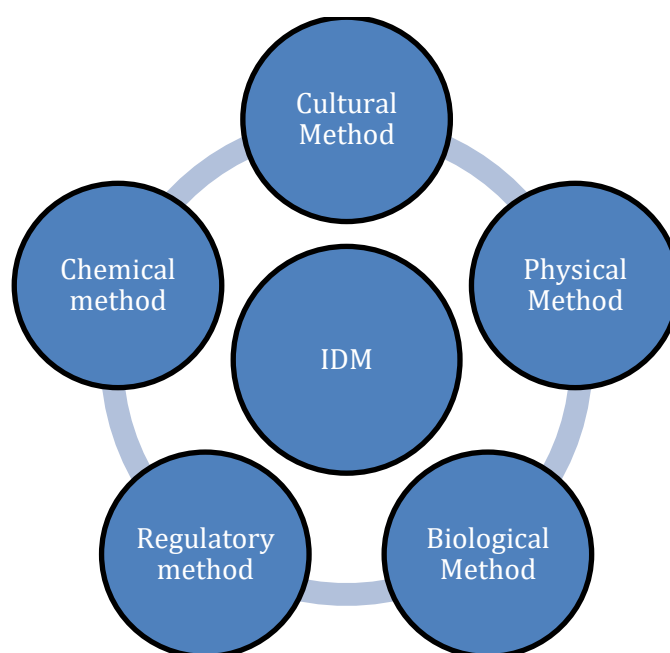 Cultural
Method
Physical
Method
Biological
Method
Regulatory
method
Chemical
method
IDM